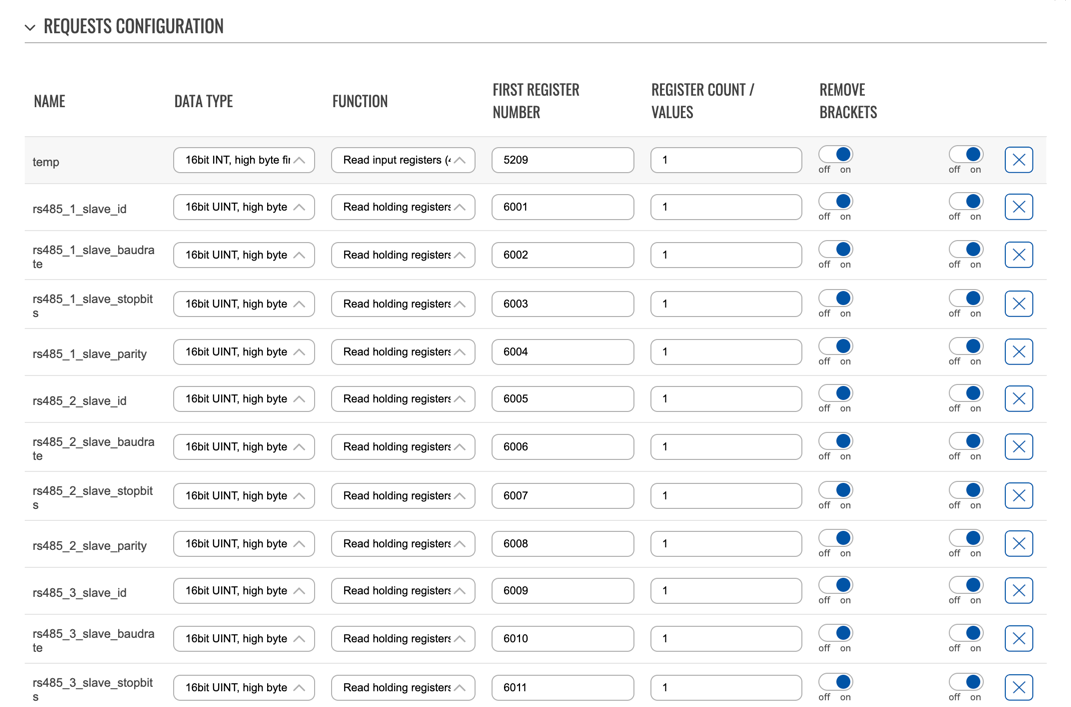 REQUESTS CONFIGURATION
NAME DATA TYPE FUNCTION FIRST REGISTER NUMBER REGISTER COUNT / VALUES REMOVE BRACKETS
temp 16bit INT, high byte fir Read input registers (4 5209 1 off on off on
rs485_1_slave_id 16bit UINT, high byte Read holding registers 6001 1 off on off on
rs485_1_slave_baudrate 16bit UINT, high byte Read holding registers 6002 1 off on off on
rs485_1_slave_stopbits 16bit UINT, high byte Read holding registers 6003 1 off on off on
rs485_1_slave_parity 16bit UINT, high byte Read holding registers 6004 1 off on off on
rs485_2_slave_id 16bit UINT, high byte Read holding registers 6005 1 off on off on
rs485_2_slave_baudrate 16bit UINT, high byte Read holding registers 6006 1 off on off on
rs485_2_slave_stopbits 16bit UINT, high byte Read holding registers 6007 1 off on off on
rs485_2_slave_parity 16bit UINT, high byte Read holding registers 6008 1 off on off on
rs485_3_slave_id 16bit UINT, high byte Read holding registers 6009 1 off on off on
rs485_3_slave_baudrate 16bit UINT, high byte Read holding registers 6010 1 off on off on
rs485_3_slave_stopbits 16bit UINT, high byte Read holding registers 6011 1 off on off on